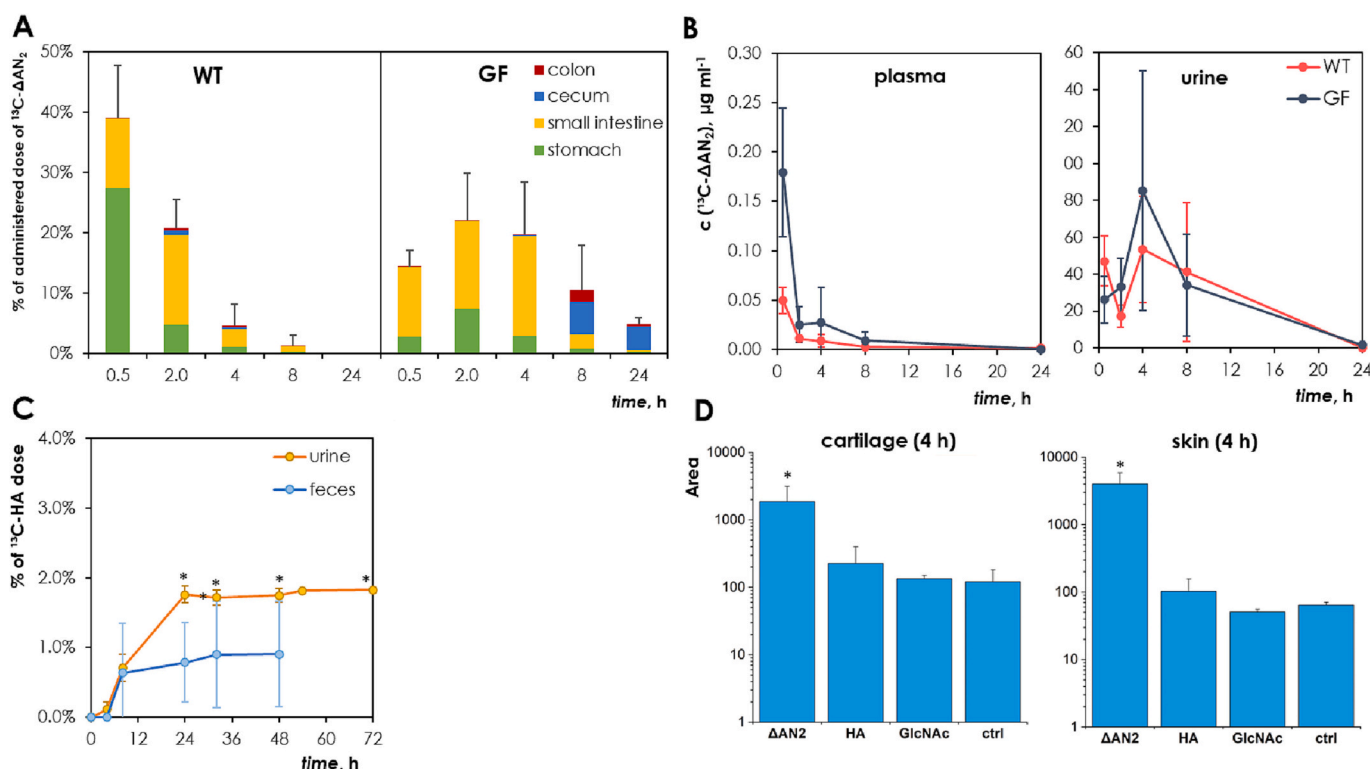 A
% of administered dose of ¹³C-ΔAN₂
50%
40%
30%
20%
10%
0%
WT
GF
colon
cecum
small intestine
stomach
0.5 2.0 4 8 24 0.5 2.0 4 8 24
time, h
B
c (¹³C-ΔAN₂), µg ml⁻¹
0.30
0.25
0.20
0.15
0.10
0.05
0.00
plasma
0 4 8 12 16 20 24
60
40
20
00
80
60
40
20
0
urine
WT
GF
0 4 8 12 16 20 24
time, h
C
% of ¹³C-HA dose
4.0%
3.0%
2.0%
1.0%
0.0%
urine
feces
* * * * *
0 12 24 36 48 60 72
time, h
D
cartilage (4 h)
Area
10000
1000
100
10
1
*
ΔAN2 HA GlcNAc ctrl
skin (4 h)
10000
1000
100
10
1
*
ΔAN2 HA GlcNAc ctrl